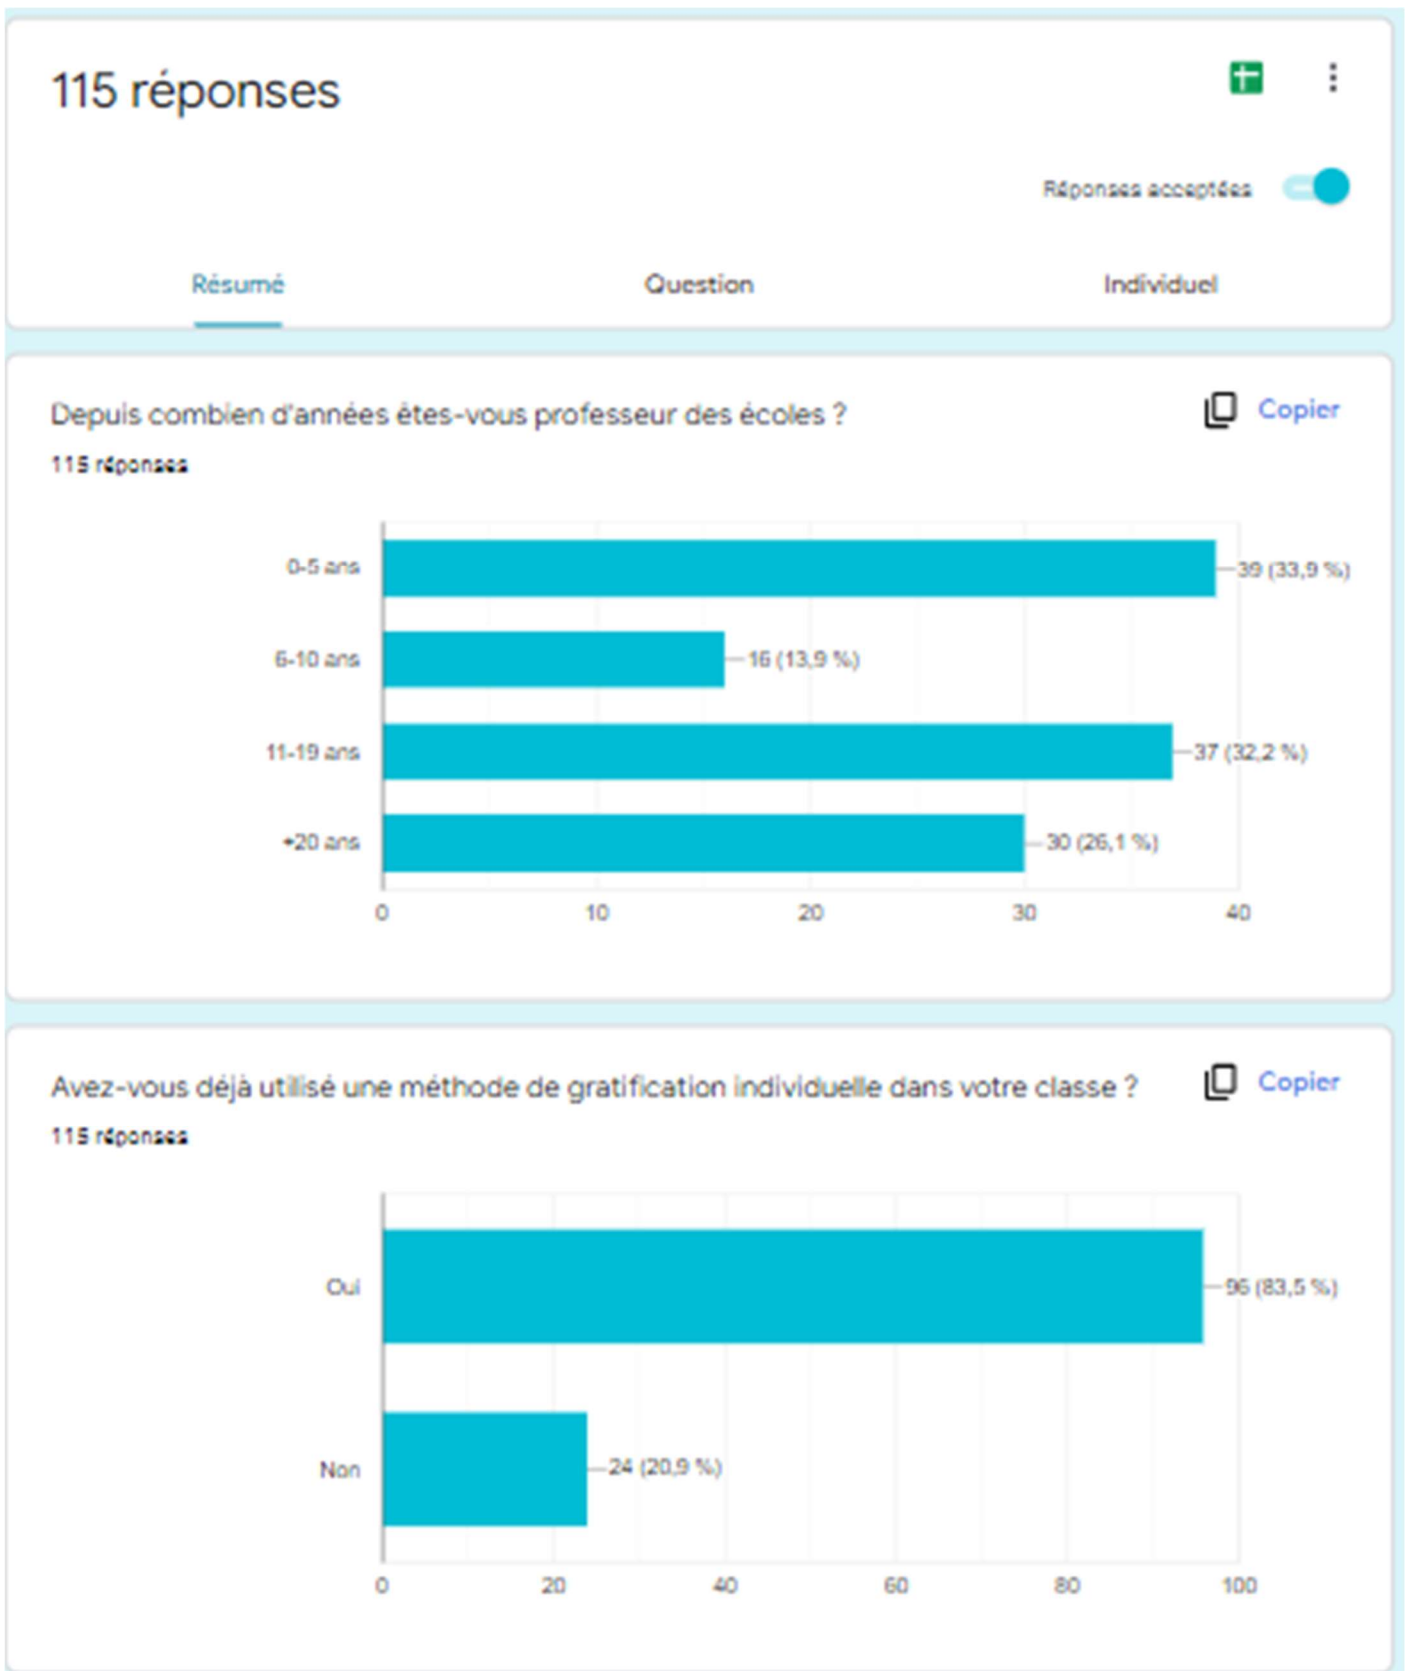 115 réponses
Réponses acceptées
Résumé
Question
Individuel
Depuis combien d'années êtes-vous professeur des écoles ?
Copier
115 réponses
0-5 ans
39 (33,9 %)
6-10 ans
16 (13,9 %)
11-19 ans
37 (32,2 %)
+20 ans
30 (26,1 %)
0 10 20 30 40
Avez-vous déjà utilisé une méthode de gratification individuelle dans votre classe ?
Copier
115 réponses
Oui
96 (83,5 %)
Non
24 (20,9 %)
0 20 40 60 80 100